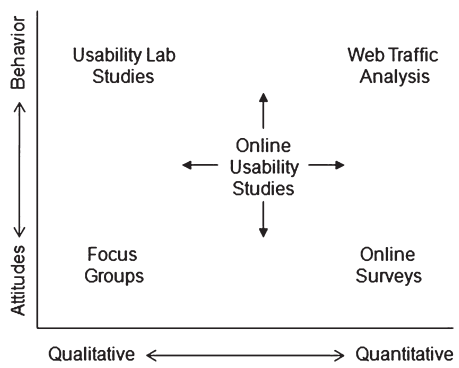 Behavior
Attitudes
Usability Lab
Studies
Web Traffic
Analysis
Online
Usability
Studies
Focus
Groups
Online
Surveys
Qualitative
Quantitative